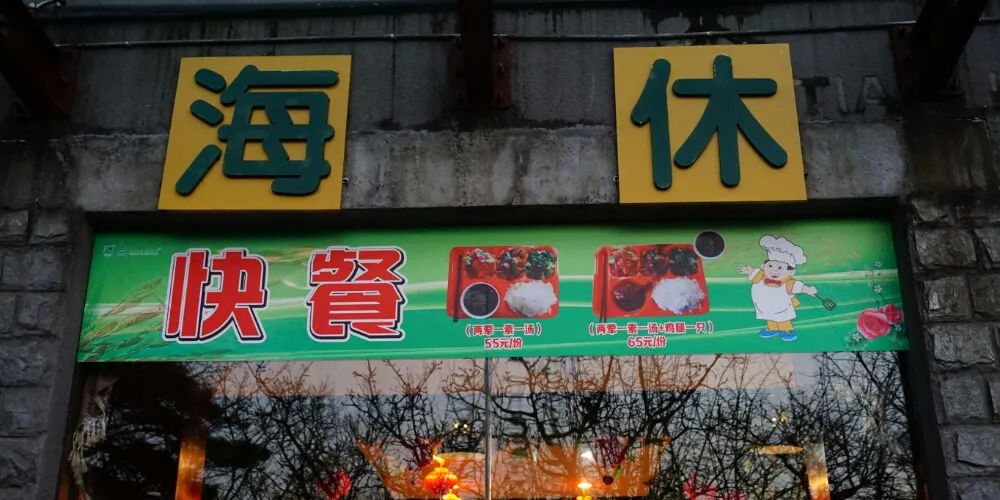 海 休
快餐
(两荤一素一汤)
55元/份
(两荤一素一汤+鸡腿一只)
65元/份
TIA